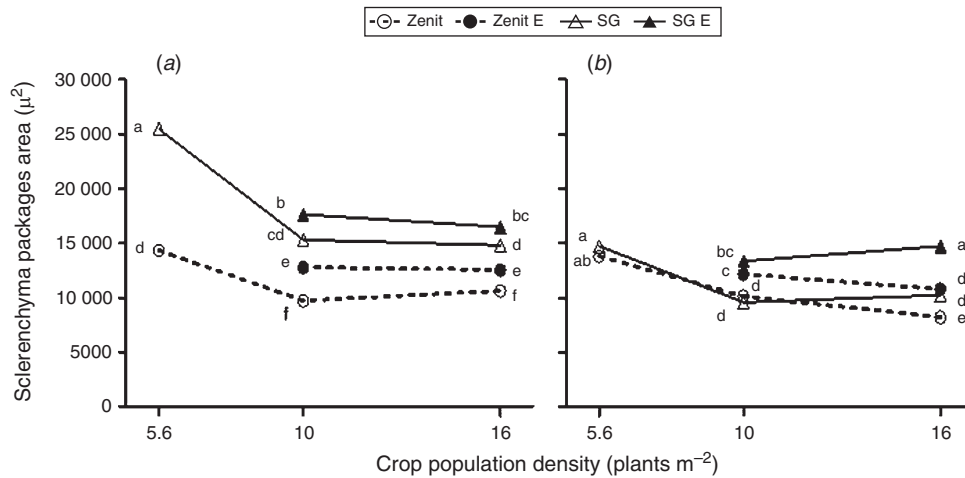 Zenit Zenit E SG SG E
(a) (b)
Sclerenchyma packages area (μ²)
30 000
25 000
20 000
15 000
10 000
5000
0
a
b
bc
cd
d
d
e
e
f
f
a
ab
bc
a
c
d
d
d
d
e
5.6 10 16 5.6 10 16
Crop population density (plants m⁻²)